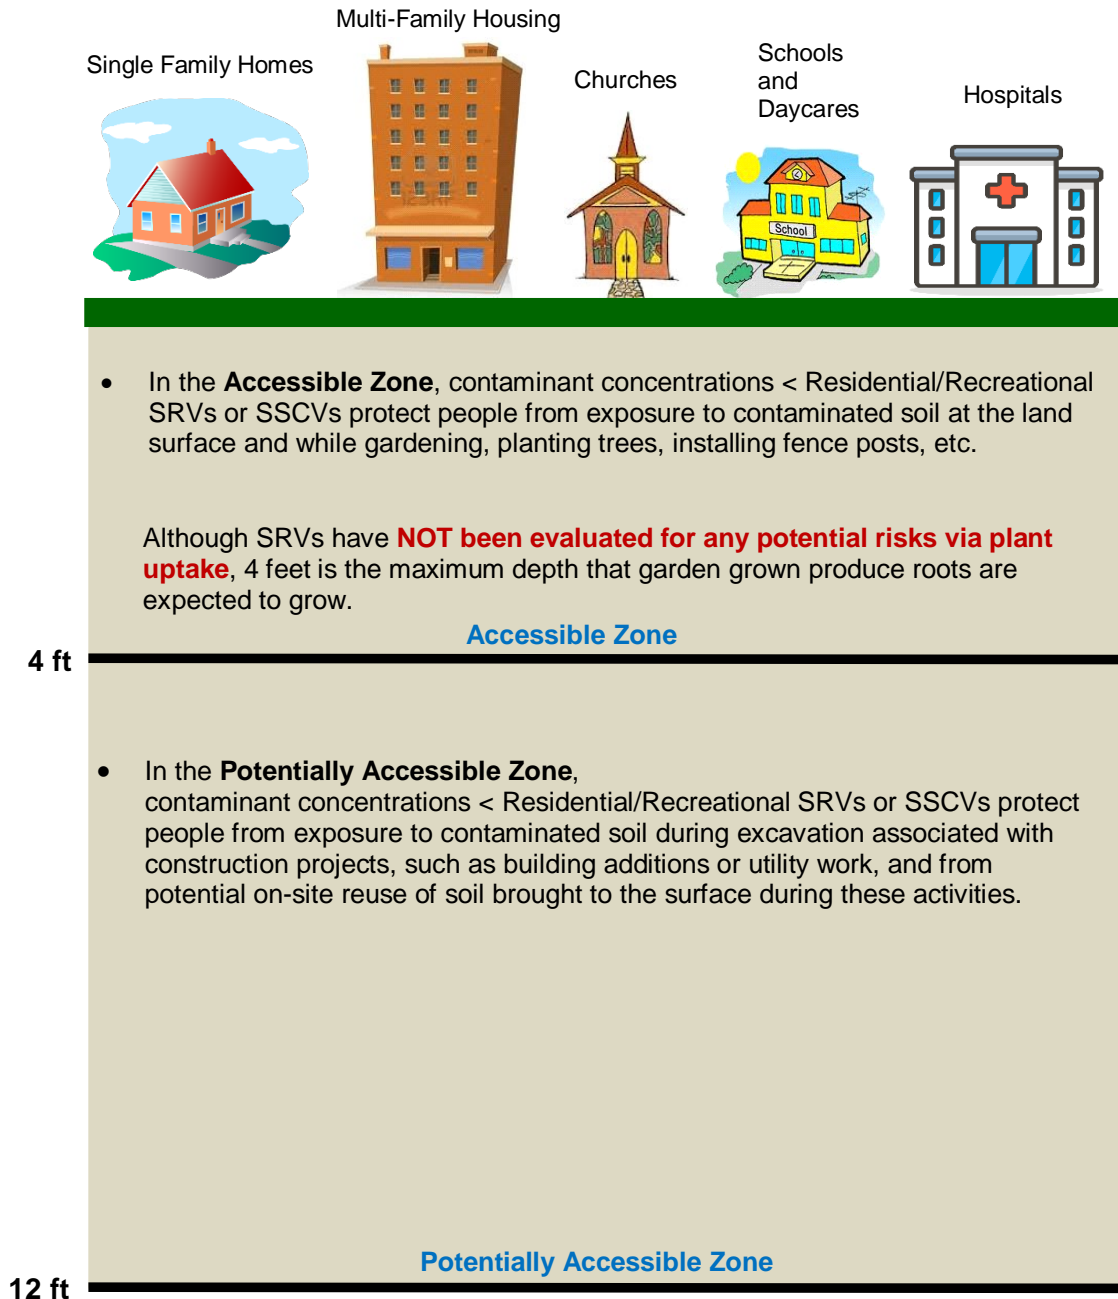 Multi-Family Housing
Single Family Homes
Churches
Schools
and
Daycares
Hospitals
123RF
School
• In the Accessible Zone, contaminant concentrations < Residential/Recreational
SRVs or SSCVs protect people from exposure to contaminated soil at the land
surface and while gardening, planting trees, installing fence posts, etc.
Although SRVs have NOT been evaluated for any potential risks via plant
uptake, 4 feet is the maximum depth that garden grown produce roots are
expected to grow.
Accessible Zone
4 ft
• In the Potentially Accessible Zone,
contaminant concentrations < Residential/Recreational SRVs or SSCVs protect
people from exposure to contaminated soil during excavation associated with
construction projects, such as building additions or utility work, and from
potential on-site reuse of soil brought to the surface during these activities.
Potentially Accessible Zone
12 ft